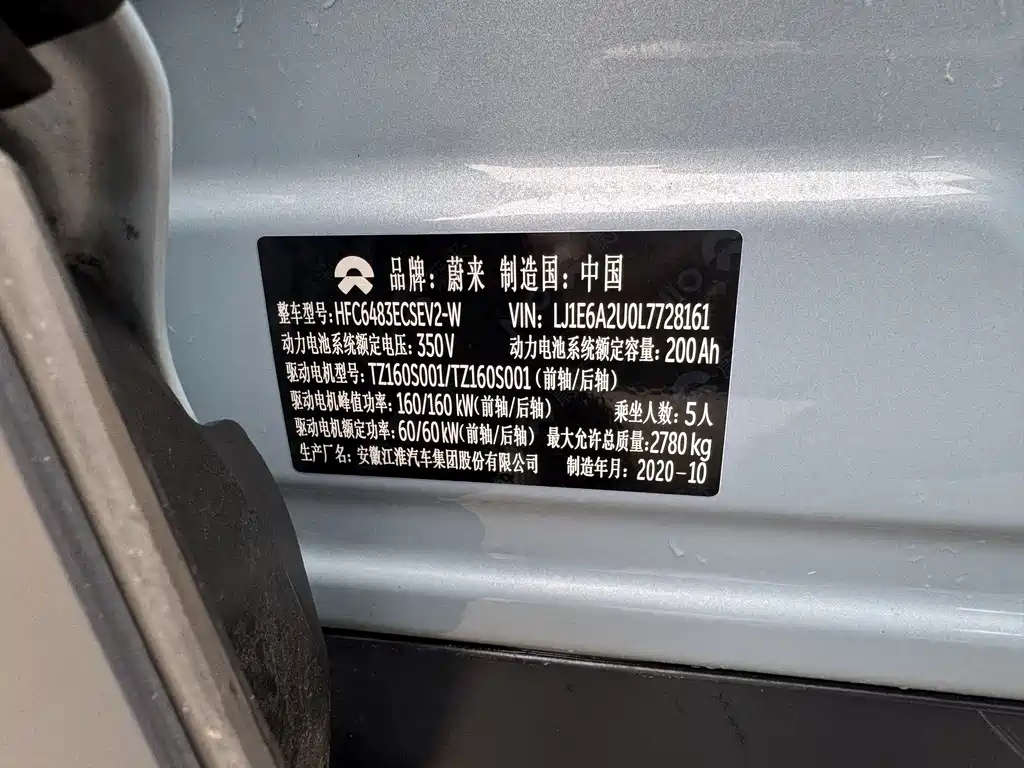 品牌：蔚来 制造国：中国
整车型号：HFC6483ECSEV2-W VIN：LJ1E6A2U0L7728161
动力电池系统额定电压：350V 动力电池系统额定容量：200Ah
驱动电机型号：TZ160S001/TZ160S001（前轴/后轴）
驱动电机峰值功率：160/160kW(前轴/后轴) 乘坐人数：5人
驱动电机额定功率：60/60kW(前轴/后轴) 最大允许总质量：2780kg
生产厂名：安徽江淮汽车集团股份有限公司 制造年月：2020-10